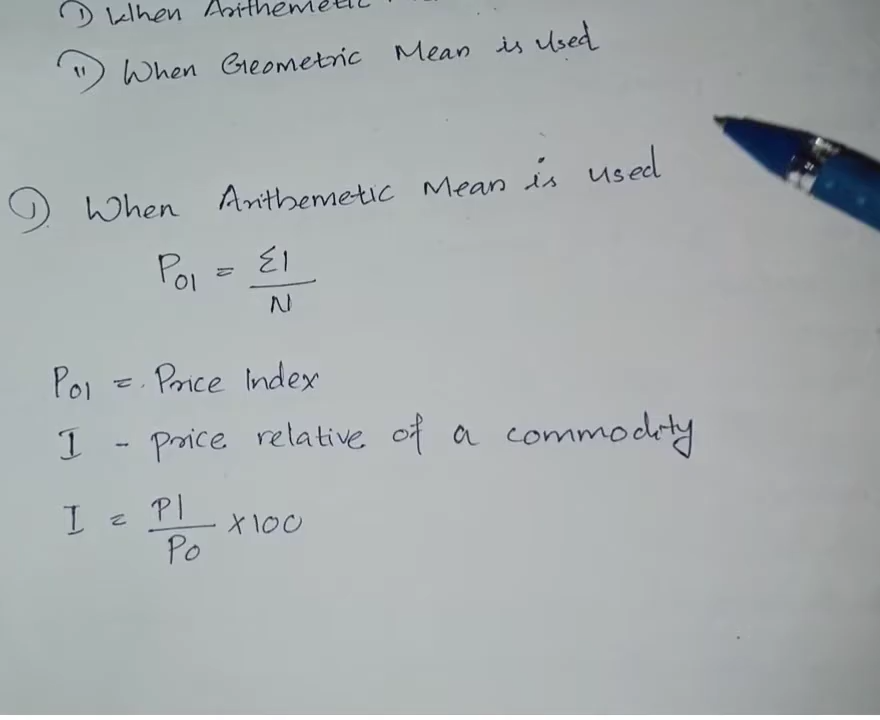 i) When Arithemetic
ii) When Geometric Mean is Used
i) When Arithemetic Mean is used
P01 = ΣI
N
P01 = Price Index
I - price relative of a commodity
I = P1
P0 × 100